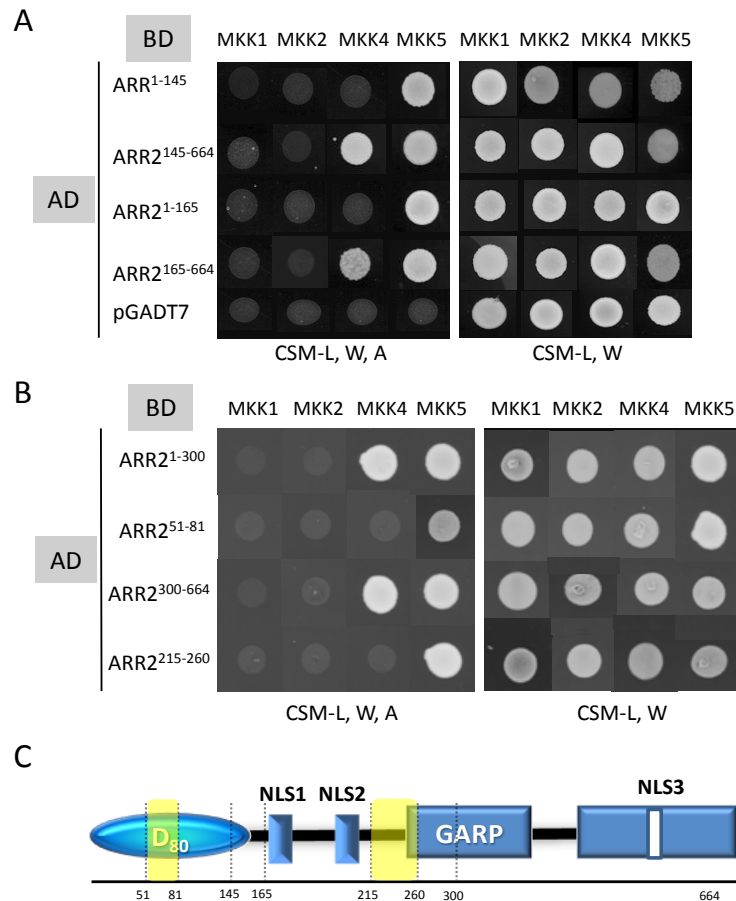 A
BD MKK1 MKK2 MKK4 MKK5 MKK1 MKK2 MKK4 MKK5
ARR¹⁻¹⁴⁵
ARR2¹⁴⁵⁻⁶⁶⁴
AD
ARR2¹⁻¹⁶⁵
ARR2¹⁶⁵⁻⁶⁶⁴
pGADT7
CSM-L, W, A CSM-L, W
B
BD MKK1 MKK2 MKK4 MKK5 MKK1 MKK2 MKK4 MKK5
ARR2¹⁻³⁰⁰
ARR2⁵¹⁻⁸¹
AD
ARR2³⁰⁰⁻⁶⁶⁴
ARR2²¹⁵⁻²⁶⁰
CSM-L, W, A CSM-L, W
C
NLS1 NLS2 NLS3
D₈₀ GARP
51 81 145 165 215 260 300 664